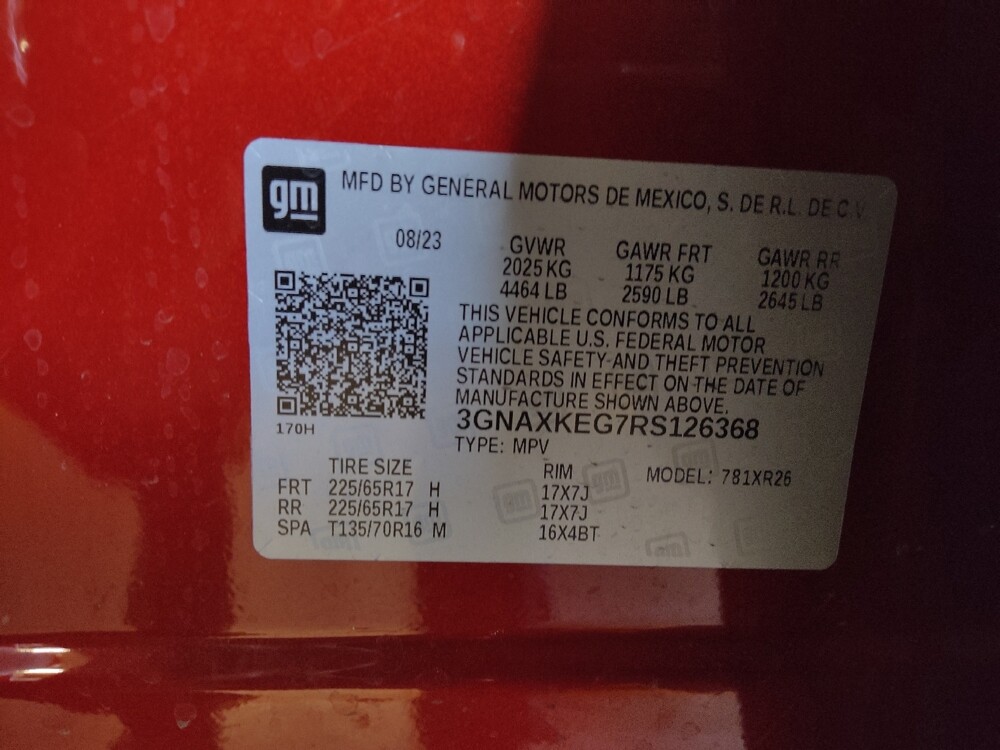 gm
MFD BY GENERAL MOTORS DE MEXICO, S. DE R.L. DE C.V.
08/23 GVWR GAWR FRT GAWR RR
2025 KG 1175 KG 1200 KG
4464 LB 2590 LB 2645 LB
THIS VEHICLE CONFORMS TO ALL
APPLICABLE U.S. FEDERAL MOTOR
VEHICLE SAFETY AND THEFT PREVENTION
STANDARDS IN EFFECT ON THE DATE OF
MANUFACTURE SHOWN ABOVE.
170H
3GNAXKEG7RS126368
TYPE: MPV
TIRE SIZE RIM MODEL: 781XR26
FRT 225/65R17 H 17X7J
RR 225/65R17 H 17X7J
SPA T135/70R16 M 16X4BT